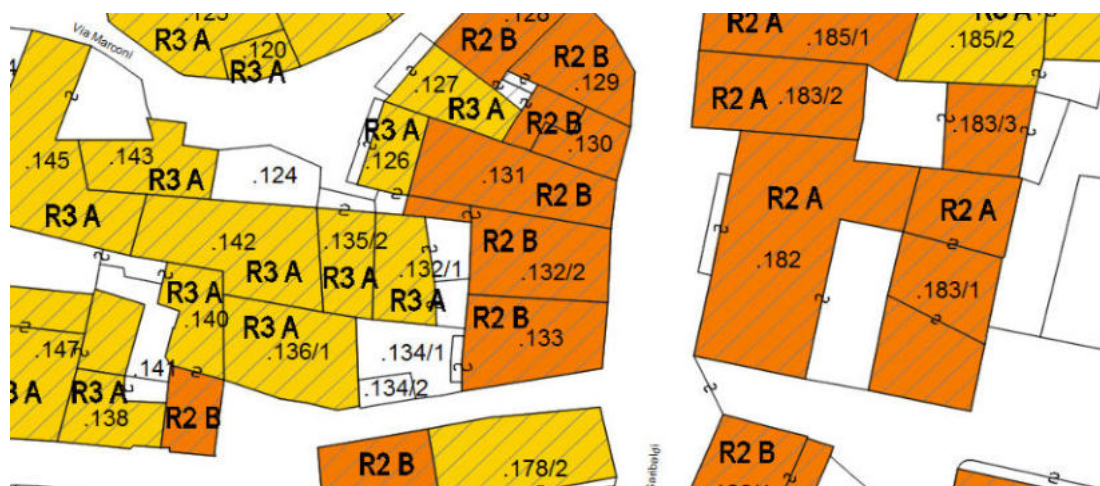 .128
.125
R3 A
Via Marconi
.120
R3 A
R2 B
R2 B
.129
.127
R3 A
R2 B
.130
R3 A
.126
.131
R2 B
R2 A
.185/1
R3 A
.185/2
R2 A
.183/2
.183/3
.145
R3 A
.143
R3 A
.124
.142
R3 A
.135/2
R3 A
.132/1
R3 A
R2 B
.132/2
R2 B
.133
R2 A
.182
R2 A
.183/1
R3 A
.140
R3 A
.136/1
.134/1
.134/2
.147
.141
R3 A
.138
R2 B
R2 B
.178/2
Garibaldi
R2 B